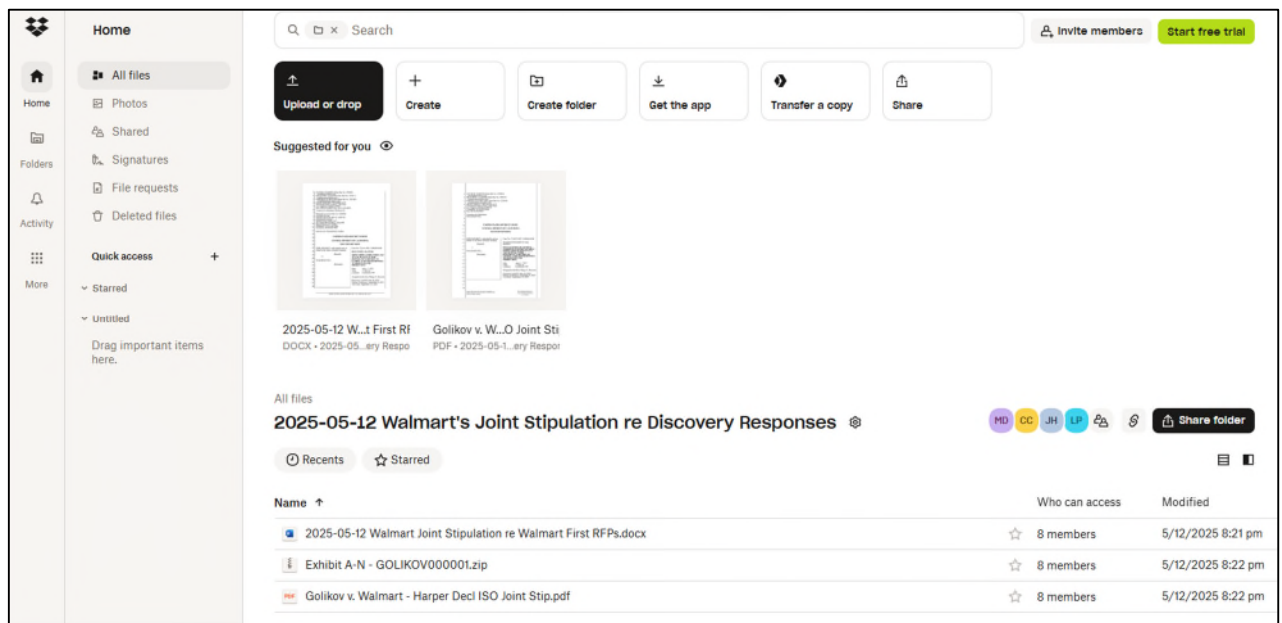 Home
Search
Invite members
Start free trial
Home
Folders
Activity
More
All files
Photos
Shared
Signatures
File requests
Deleted files
Quick access +
Starred
Untitled
Drag important items
here.
Upload or drop
Create
Create folder
Get the app
Transfer a copy
Share
Suggested for you
2025-05-12 W...t First RF
DOCX • 2025-05...ery Respo
Golikov v. W...O Joint Sti
PDF • 2025-05-1...ery Respor
All files
2025-05-12 Walmart's Joint Stipulation re Discovery Responses
MD CC JH LP
Share folder
Recents
Starred
Name ↑
Who can access
Modified
2025-05-12 Walmart Joint Stipulation re Walmart First RFPs.docx
8 members
5/12/2025 8:21 pm
Exhibit A-N - GOLIKOV000001.zip
8 members
5/12/2025 8:22 pm
PDF
Golikov v. Walmart - Harper Decl ISO Joint Stip.pdf
8 members
5/12/2025 8:22 pm